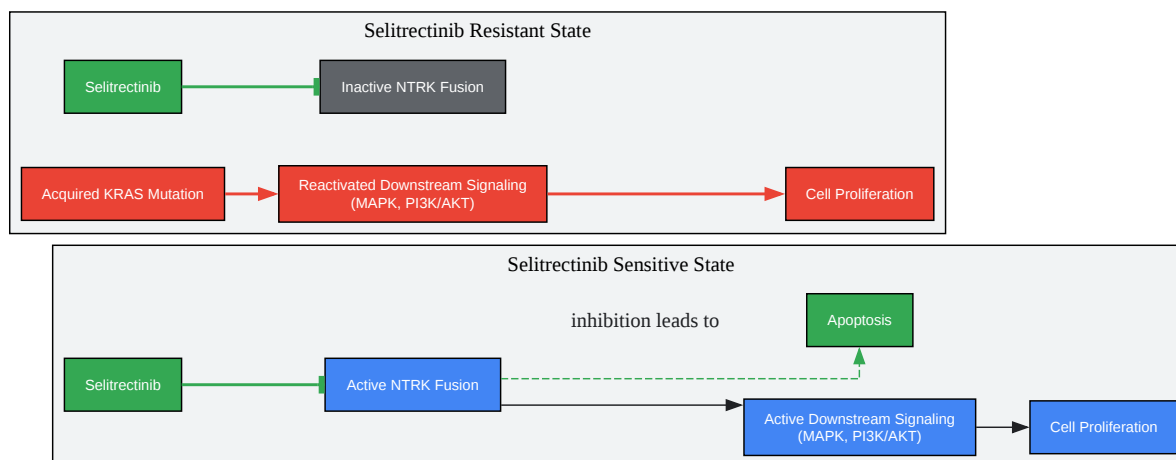 Selitrectinib Resistant State
Selitrectinib
Inactive NTRK Fusion
Acquired KRAS Mutation
Reactivated Downstream Signaling
(MAPK, PI3K/AKT)
Cell Proliferation
Selitrectinib Sensitive State
inhibition leads to
Apoptosis
Selitrectinib
Active NTRK Fusion
Active Downstream Signaling
(MAPK, PI3K/AKT)
Cell Proliferation